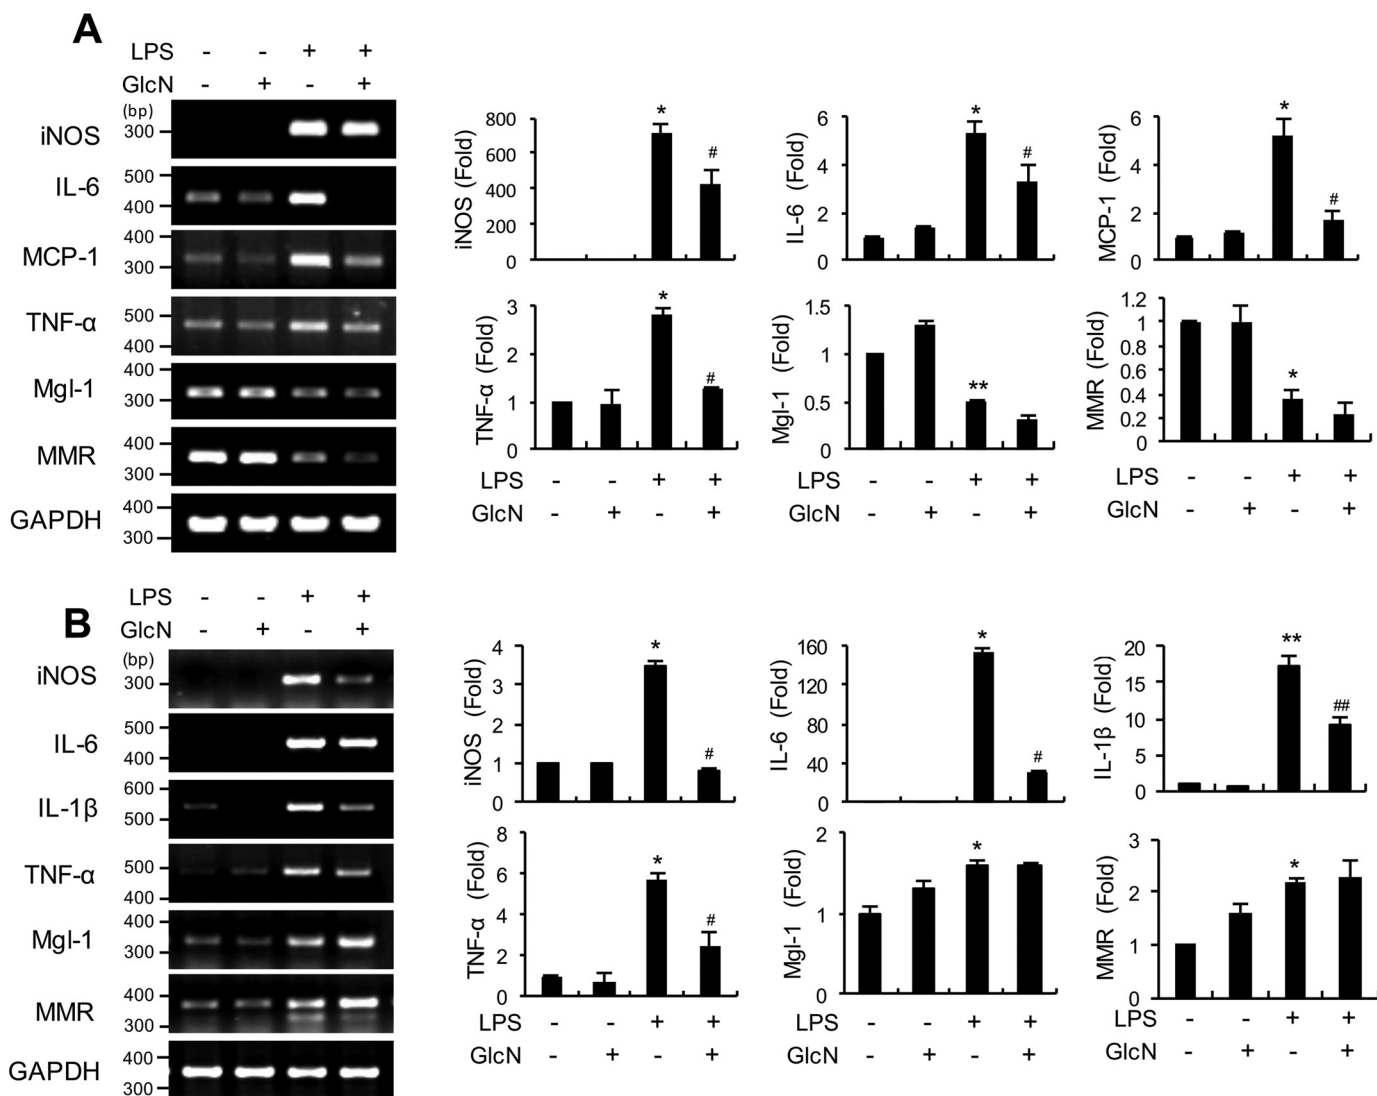 A
LPS - - + +
GlcN - + - +
(bp)
iNOS 300
IL-6 500
400
MCP-1 400
300
TNF-α 500
400
Mgl-1 400
300
MMR 400
300
GAPDH 400
300
iNOS (Fold)
800
600
400
200
0
*
#
IL-6 (Fold)
6
4
2
0
*
#
MCP-1 (Fold)
6
4
2
0
*
#
TNF-α (Fold)
3
2
1
0
*
#
Mgl-1 (Fold)
1.5
1
0.5
0
**
MMR (Fold)
1.2
1
0.8
0.6
0.4
0.2
0
*
LPS - - + +
GlcN - + - +
LPS - - + +
GlcN - + - +
LPS - - + +
GlcN - + - +
B
LPS - - + +
GlcN - + - +
(bp)
iNOS 300
IL-6 500
400
IL-1β 600
500
TNF-α 500
400
Mgl-1 400
300
MMR 400
300
GAPDH 400
300
iNOS (Fold)
4
3
2
1
0
*
#
IL-6 (Fold)
160
120
80
40
0
*
#
IL-1β (Fold)
20
15
10
5
0
**
##
TNF-α (Fold)
8
6
4
2
0
*
#
Mgl-1 (Fold)
2
1
0
*
MMR (Fold)
3
2
1
0
*
LPS - - + +
GlcN - + - +
LPS - - + +
GlcN - + - +
LPS - - + +
GlcN - + - +